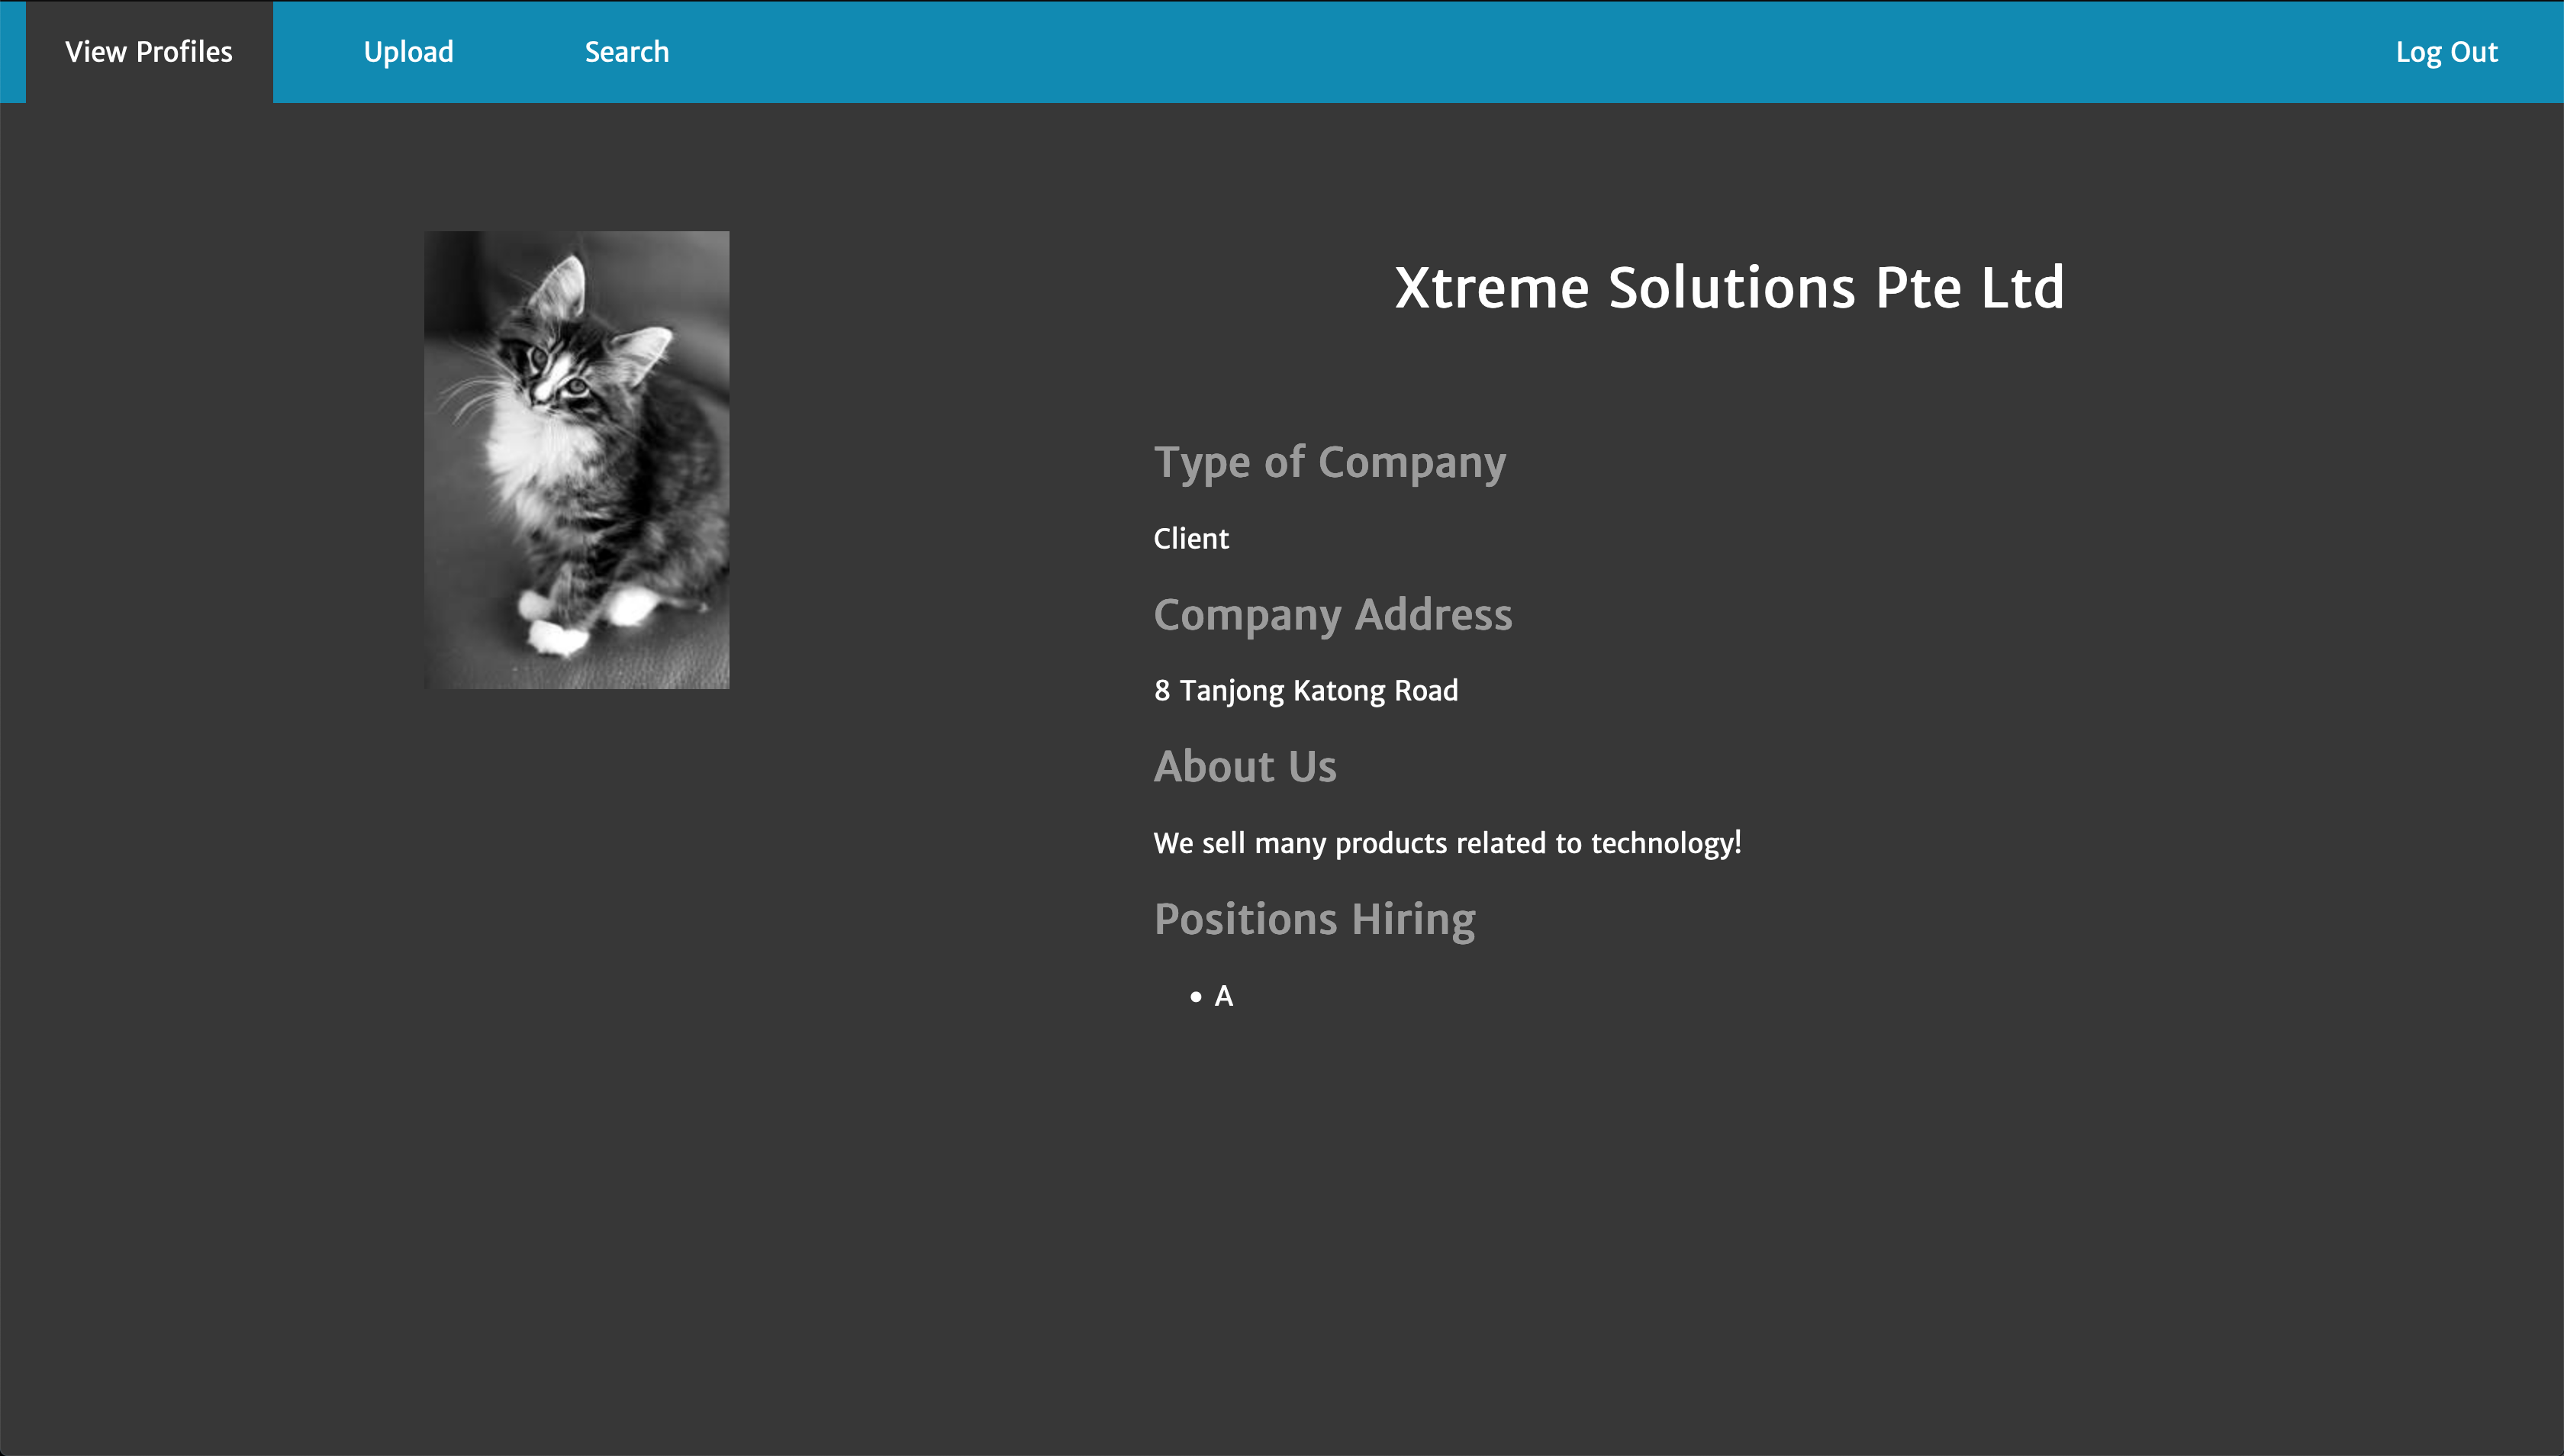 View Profiles
Upload
Search
Log Out
Xtreme Solutions Pte Ltd
Type of Company
Client
Company Address
8 Tanjong Katong Road
About Us
We sell many products related to technology!
Positions Hiring
• A